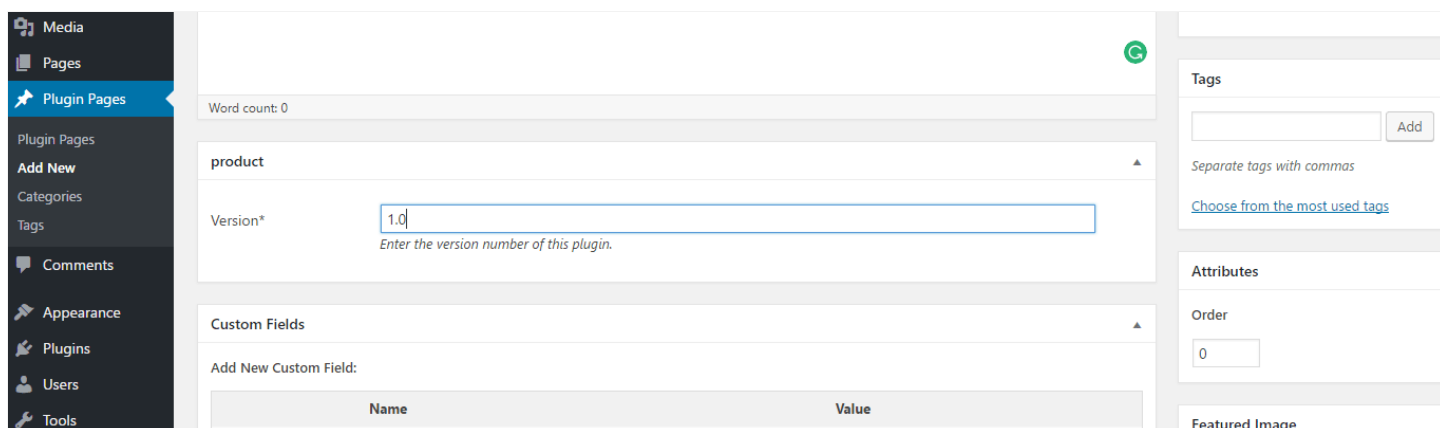 Media
Pages
Plugin Pages
Plugin Pages
Add New
Categories
Tags
Comments
Appearance
Plugins
Users
Tools
Word count: 0
product
Version*
1.0
Enter the version number of this plugin.
Custom Fields
Add New Custom Field:
Name Value
Tags
Add
Separate tags with commas
Choose from the most used tags
Attributes
Order
0
Featured Image